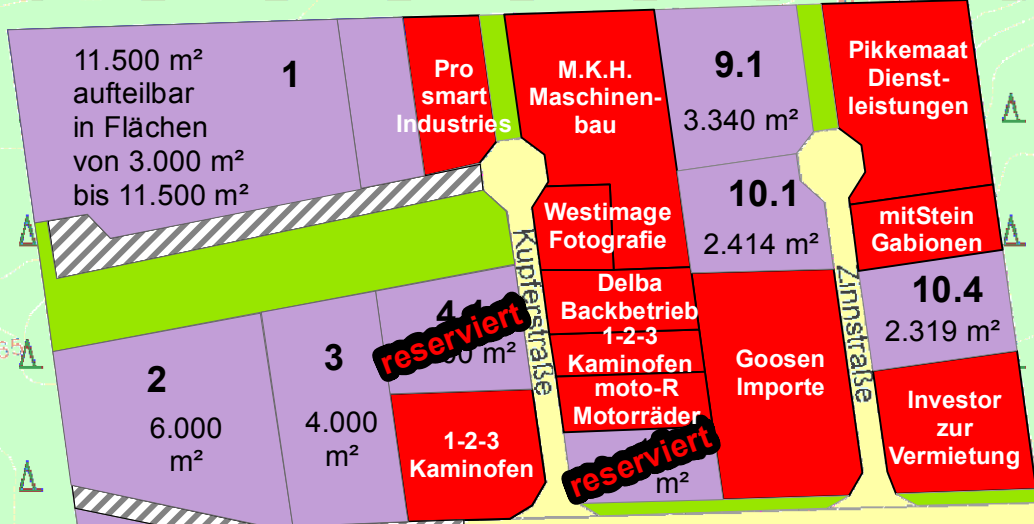 11.500 m²
aufteilbar
in Flächen
von 3.000 m²
bis 11.500 m²
1
Pro
smart
Industries
M.K.H.
Maschinen-
bau
9.1
3.340 m²
Pikkemaat
Dienst-
leistungen
10.1
2.414 m²
mitStein
Gabionen
Westimage
Fotografie
Kupferstraße
Zinnstraße
Delba
Backbetrieb
1-2-3
Kaminofen
moto-R
Motorräder
Goosen
Importe
10.4
2.319 m²
2
6.000
m²
3
4.000
m²
reserviert
m²
1-2-3
Kaminofen
reserviert
m²
Investor
zur
Vermietung